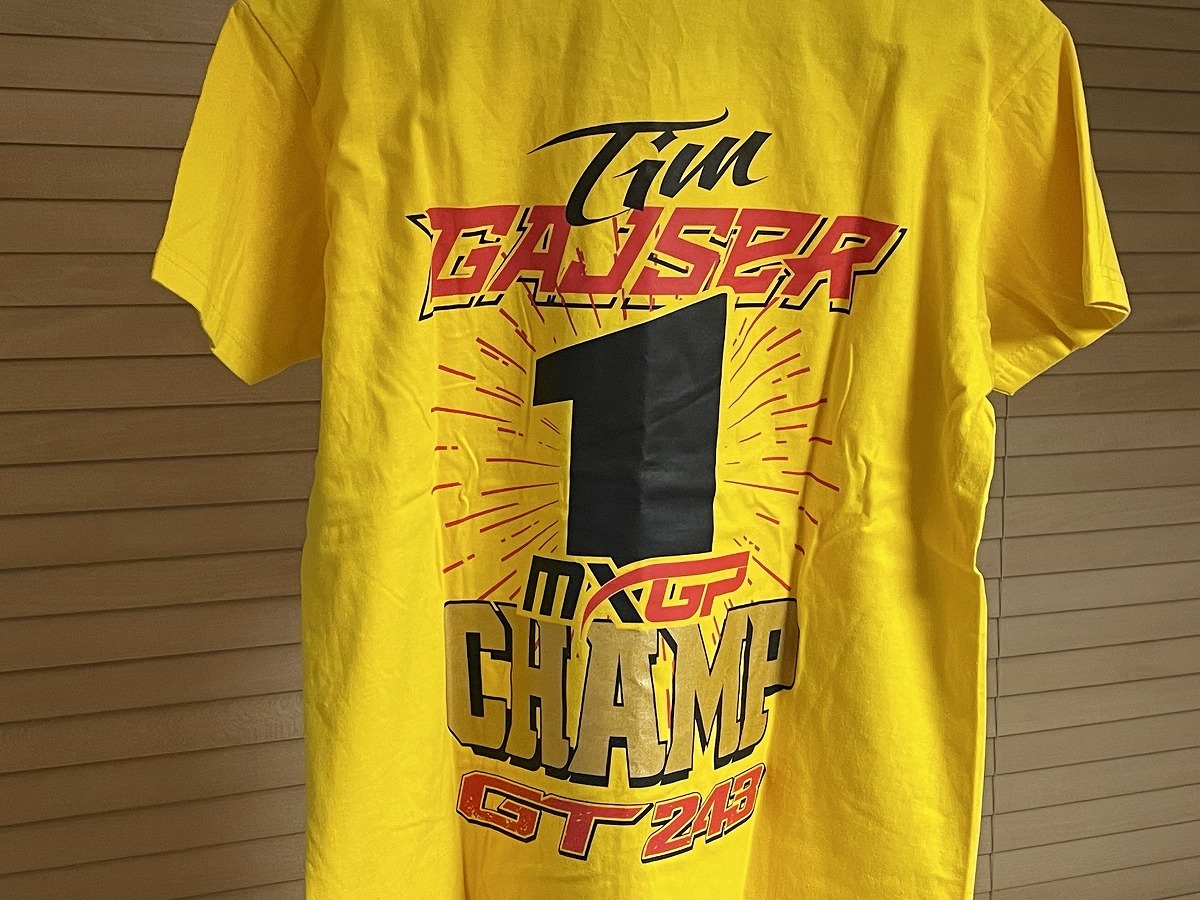 Tim
GAJSER
1
MXGP
CHAMP
GT 243